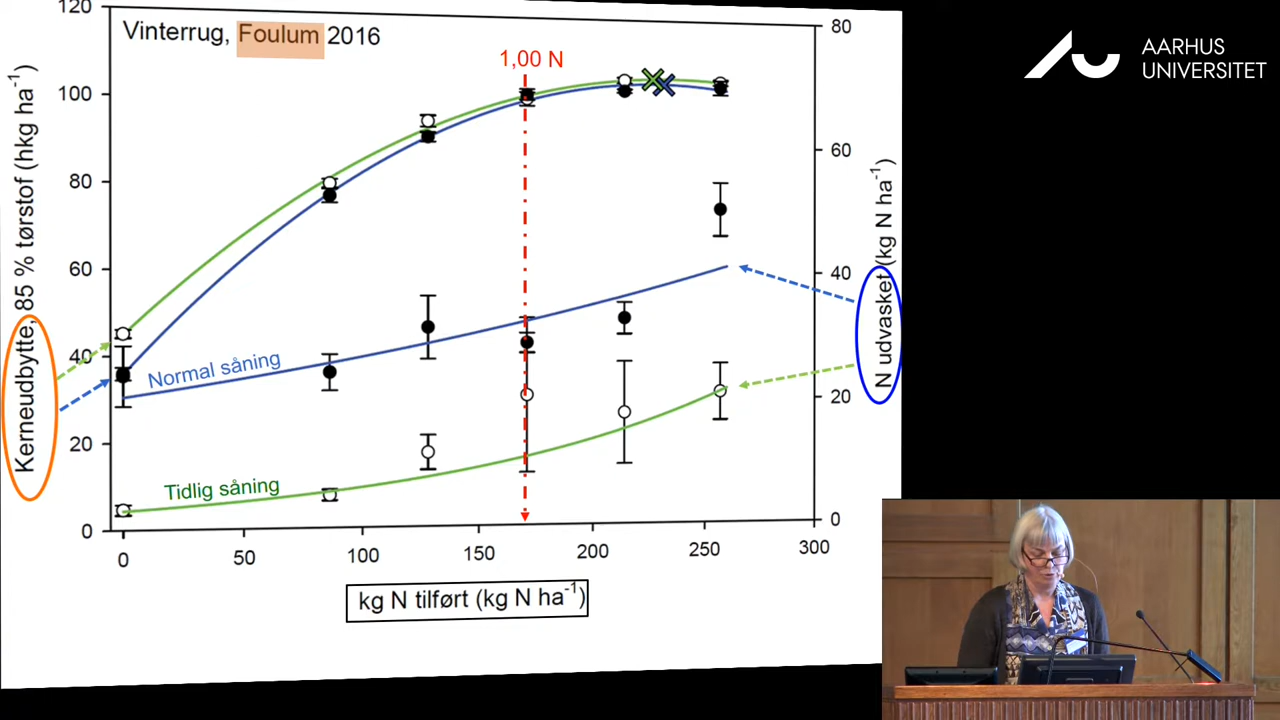 Vinterrug, Foulum 2016
1,00 N
Kerneudbytte, 85 % tørstof (hkg ha⁻¹)
120
100
80
60
40
20
0
Normal såning
Tidlig såning
80
60
40
20
0
N udvasket (kg N ha⁻¹)
0 50 100 150 200 250 300
kg N tilført (kg N ha⁻¹)
AARHUS
UNIVERSITET